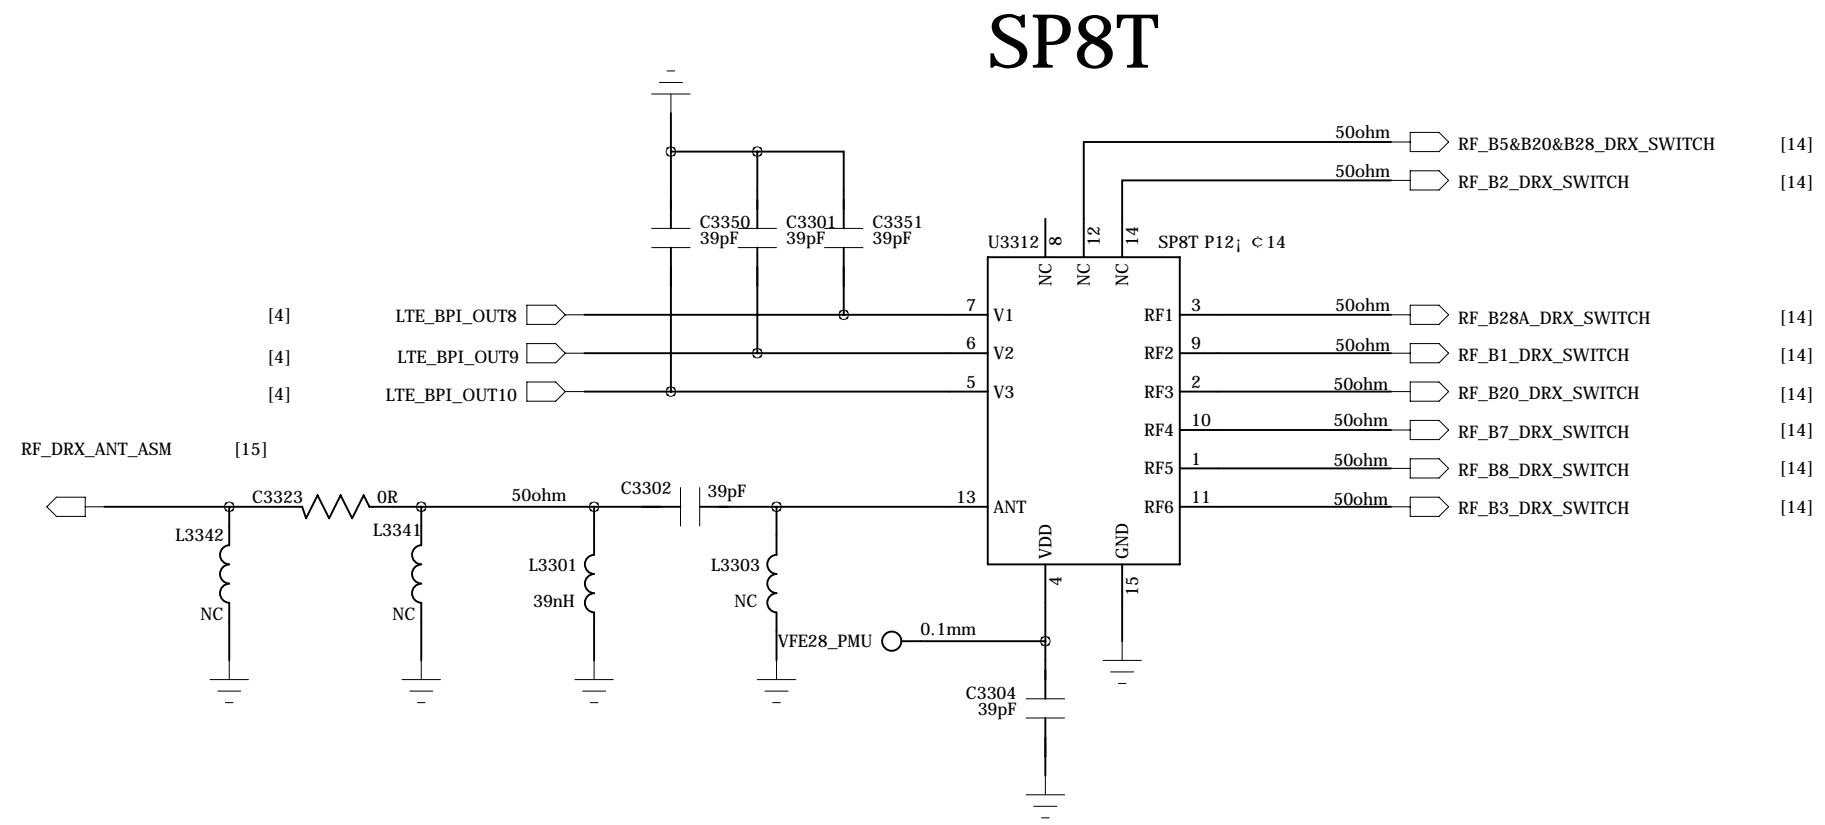 SP8T
50ohm RF_B5&B20&B28_DRX_SWITCH [14]
50ohm RF_B2_DRX_SWITCH [14]
C3350 39pF
C3301 39pF
C3351 39pF
U3312 8 12 14 SP8T P12¡ ¢14
NC NC NC
[4] LTE_BPI_OUT8 7 V1 RF1 3 50ohm RF_B28A_DRX_SWITCH [14]
[4] LTE_BPI_OUT9 6 V2 RF2 9 50ohm RF_B1_DRX_SWITCH [14]
[4] LTE_BPI_OUT10 5 V3 RF3 2 50ohm RF_B20_DRX_SWITCH [14]
RF4 10 50ohm RF_B7_DRX_SWITCH [14]
RF_DRX_ANT_ASM [15]
RF5 1 50ohm RF_B8_DRX_SWITCH [14]
C3323 0R 50ohm C3302 39pF 13 ANT RF6 11 50ohm RF_B3_DRX_SWITCH [14]
L3342 NC
L3341 NC
L3301 39nH
L3303 NC
VDD GND
4 15
VFE28_PMU 0.1mm
C3304
39pF